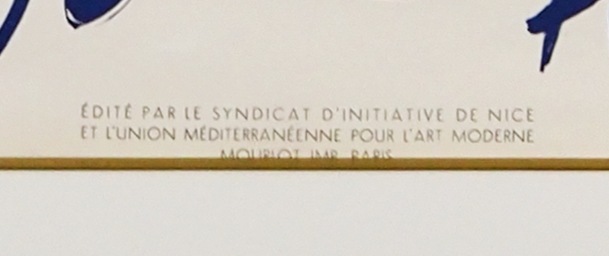 ÉDITÉ PAR LE SYNDICAT D'INITIATIVE DE NICE
ET L'UNION MÉDITERRANÉENNE POUR L'ART MODERNE
MOURLOT IMP. PARIS